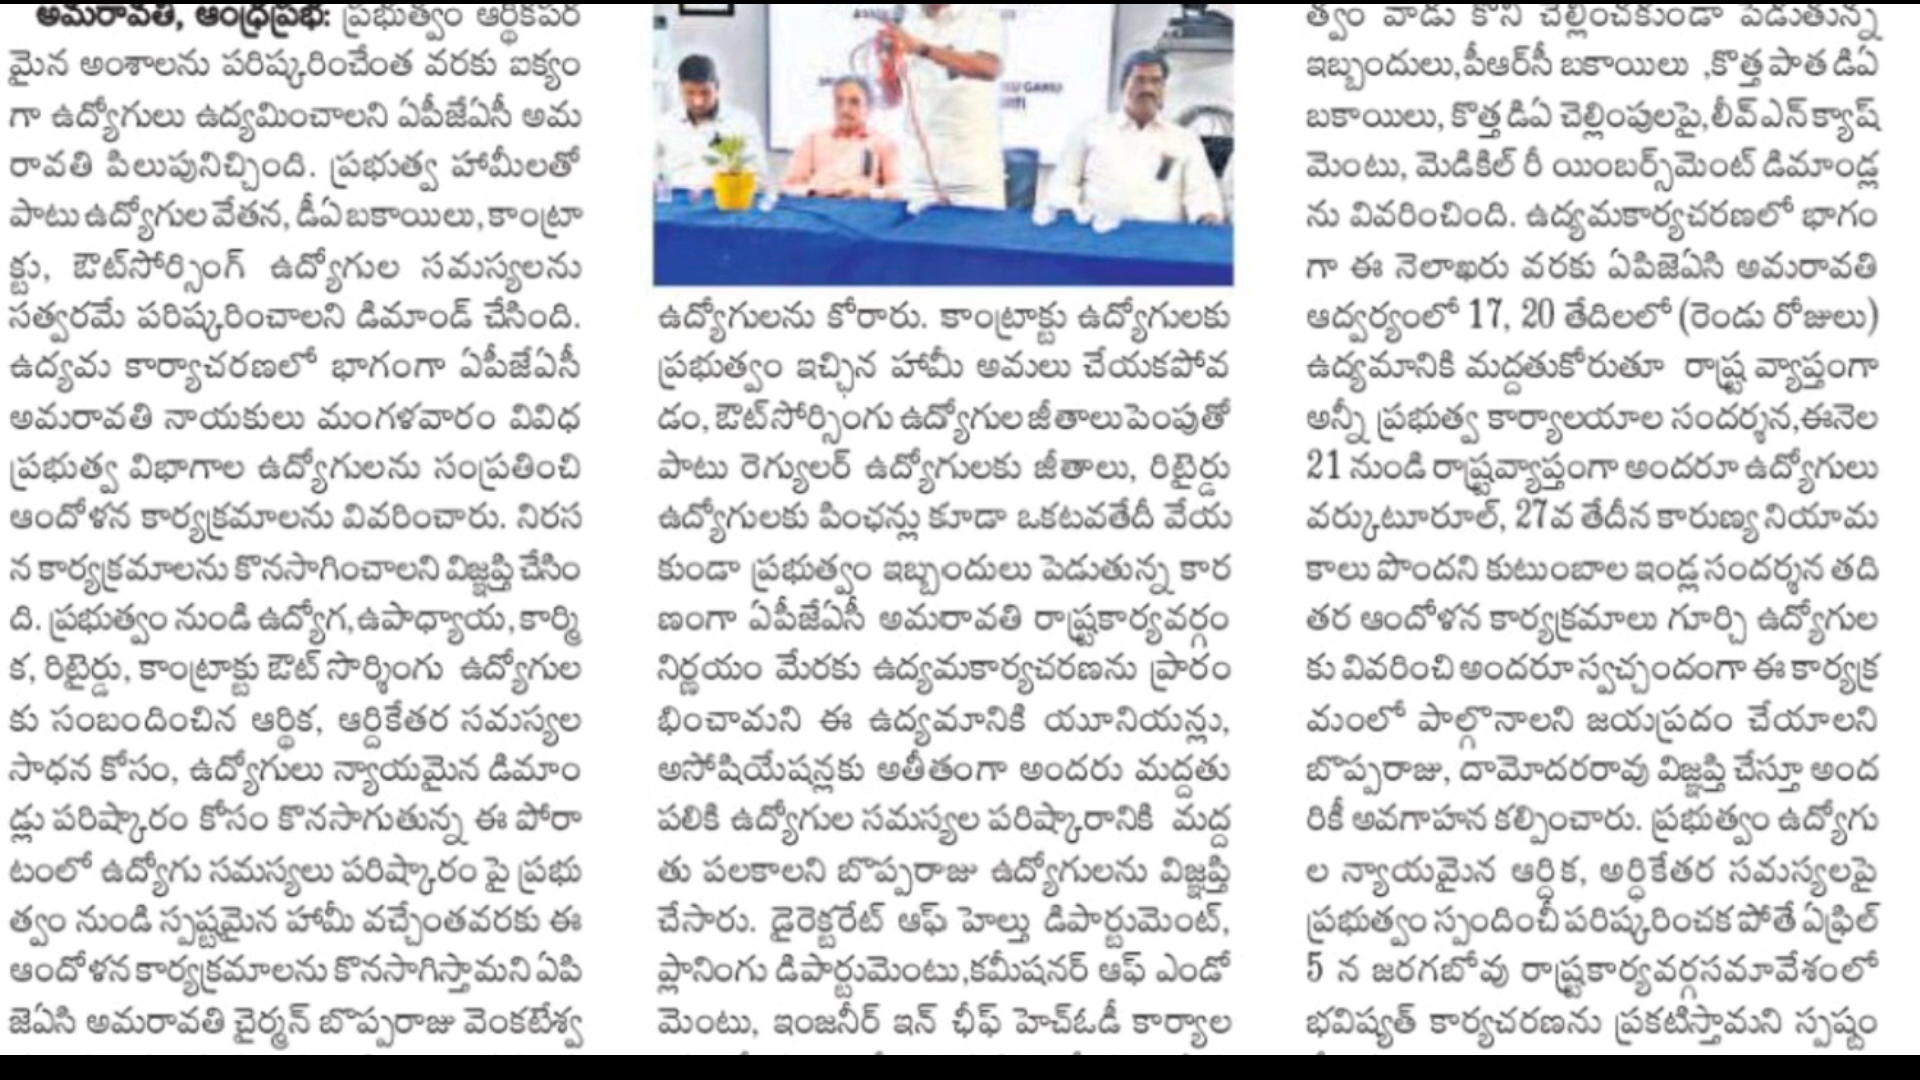 అమరావతి, ఆంధ్రప్రభ: ప్రభుత్వం ఆర్థికపర
మైన అంశాలను పరిష్కరించేంత వరకు ఐక్యం
గా ఉద్యోగులు ఉద్యమించాలని ఏపీజేఏసీ అమ
రావతి పిలుపునిచ్చింది. ప్రభుత్వ హామీలతో
పాటు ఉద్యోగుల వేతన, డీఏ బకాయిలు, కాంట్రా
క్టు, ఔట్‌సోర్సింగ్ ఉద్యోగుల సమస్యలను
సత్వరమే పరిష్కరించాలని డిమాండ్ చేసింది.
ఉద్యమ కార్యాచరణలో భాగంగా ఏపీజేఏసీ
అమరావతి నాయకులు మంగళవారం వివిధ
ప్రభుత్వ విభాగాల ఉద్యోగులను సంప్రతించి
ఆందోళన కార్యక్రమాలను వివరించారు. నిరస
న కార్యక్రమాలను కొనసాగించాలని విజ్ఞప్తి చేసిం
ది. ప్రభుత్వం నుండి ఉద్యోగ, ఉపాధ్యాయ, కార్మి
క, రిటైర్డు, కాంట్రాక్టు ఔట్ సొర్శింగు ఉద్యోగుల
కు సంబందించిన ఆర్థిక, ఆర్దికేతర సమస్యల
సాధన కోసం, ఉద్యోగులు న్యాయమైన డిమాం
డ్లు పరిష్కారం కోసం కొనసాగుతున్న ఈ పోరా
టంలో ఉద్యోగు సమస్యలు పరిష్కారం పై ప్రభు
త్వం నుండి స్పష్టమైన హామీ వచ్చేంతవరకు ఈ
ఆందోళన కార్యక్రమాలను కొనసాగిస్తామని ఏపి
జెఏసి అమరావతి చైర్మన్ బొప్పరాజు వెంకటేశ్వ
ఉద్యోగులను కోరారు. కాంట్రాక్టు ఉద్యోగులకు
ప్రభుత్వం ఇచ్చిన హామీ అమలు చేయకపోవ
డం, ఔట్‌సోర్సింగు ఉద్యోగుల జీతాలు పెంపుతో
పాటు రెగ్యులర్ ఉద్యోగులకు జీతాలు, రిటైర్డు
ఉద్యోగులకు పింఛన్లు కూడా ఒకటవతేదీ వేయ
కుండా ప్రభుత్వం ఇబ్బందులు పెడుతున్న కార
ణంగా ఏపీజేఏసీ అమరావతి రాష్ట్రకార్యవర్గం
నిర్ణయం మేరకు ఉద్యమకార్యచరణను ప్రారం
భించామని ఈ ఉద్యమానికి యూనియన్లు,
అసోషియేషన్లకు అతీతంగా అందరు మద్దతు
పలికి ఉద్యోగుల సమస్యల పరిష్కారానికి మద్ద
తు పలకాలని బొప్పరాజు ఉద్యోగులను విజ్ఞప్తి
చేసారు. డైరెక్టరేట్ ఆఫ్ హెల్తు డిపార్టుమెంట్,
ప్లానింగు డిపార్టుమెంటు,కమీషనర్ ఆఫ్ ఎండో
మెంటు, ఇంజనీర్ ఇన్ ఛీఫ్ హెచ్‌ఓడీ కార్యాల
త్వం వాడు కొని చెల్లించకుండా పెడుతున్న
ఇబ్బందులు,పీఆర్‌సీ బకాయిలు ,కొత్త పాత డిఏ
బకాయిలు, కొత్త డిఏ చెల్లింపులపై,లీవ్ ఎన్ క్యాష్
మెంటు, మెడికిల్ రీ యింబర్స్‌మెంట్ డిమాండ్ల
ను వివరించింది. ఉద్యమకార్యచరణలో భాగం
గా ఈ నెలాఖరు వరకు ఏపిజెఏసి అమరావతి
ఆద్వర్యంలో 17, 20 తేదిలలో (రెండు రోజులు)
ఉద్యమానికి మద్దతుకోరుతూ రాష్ట్ర వ్యాప్తంగా
అన్నీ ప్రభుత్వ కార్యాలయాల సందర్శన,ఈనెల
21 నుండి రాష్ట్రవ్యాప్తంగా అందరూ ఉద్యోగులు
వర్కుటూరూల్, 27వ తేదీన కారుణ్య నియామ
కాలు పొందని కుటుంబాల ఇండ్ల సందర్శన తది
తర ఆందోళన కార్యక్రమాలు గూర్చి ఉద్యోగుల
కు వివరించి అందరూ స్వచ్చందంగా ఈ కార్యక్ర
మంలో పాల్గొనాలని జయప్రదం చేయాలని
బొప్పరాజు, దామోదరరావు విజ్ఞప్తి చేస్తూ అంద
రికీ అవగాహన కల్పించారు. ప్రభుత్వం ఉద్యోగు
ల న్యాయమైన ఆర్ధిక, అర్ధికేతర సమస్యలపై
ప్రభుత్వం స్పందించీ పరిష్కరించక పోతే ఏఫ్రిల్
5 న జరగబోవు రాష్ట్రకార్యవర్గసమావేశంలో
భవిష్యత్ కార్యచరణను ప్రకటిస్తామని స్పష్టం